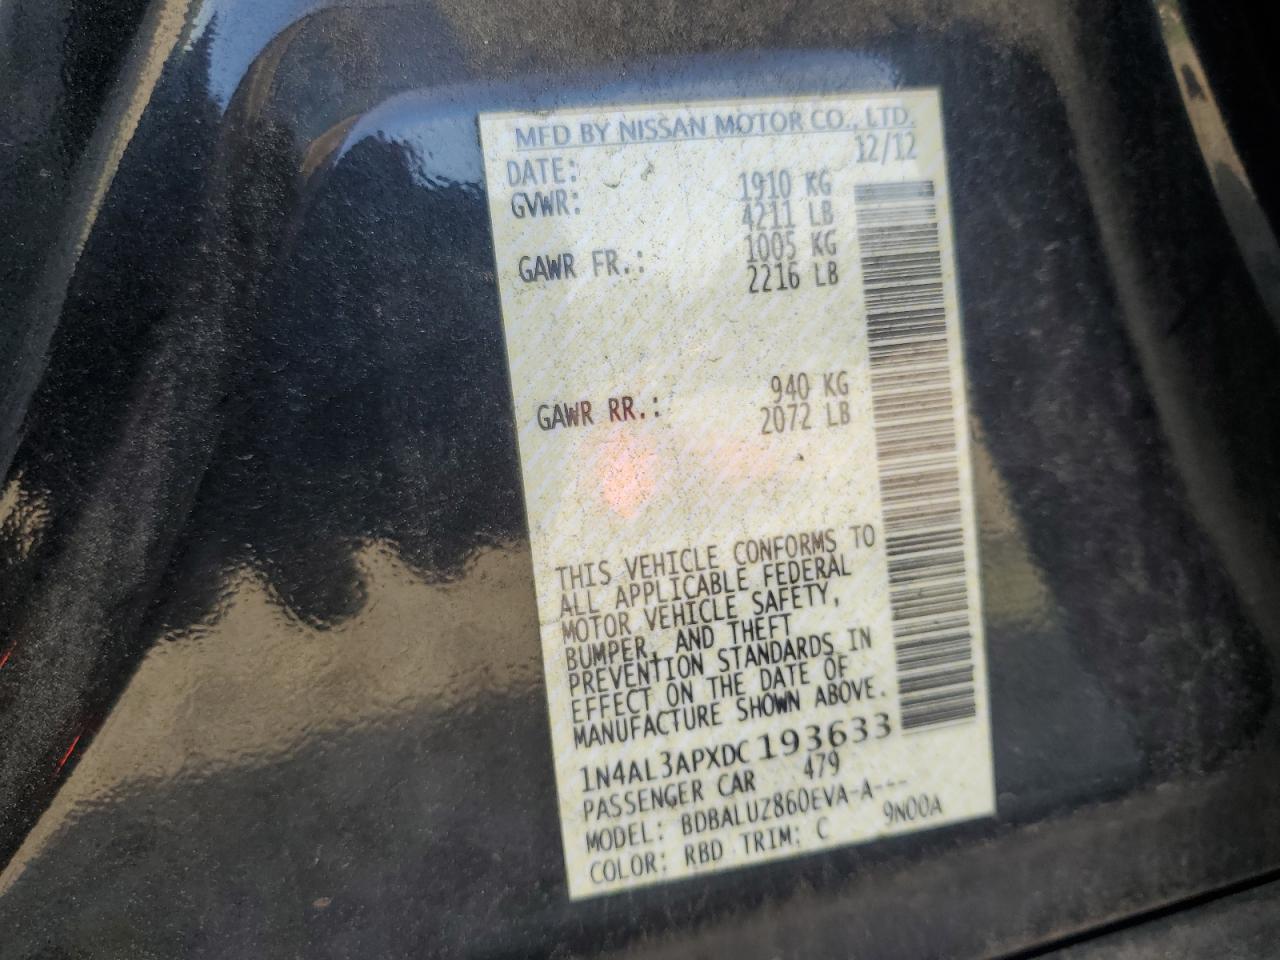 MFD BY NISSAN MOTOR CO., LTD.
DATE: 12/12
GVWR: 1910 KG
4211 LB
GAWR FR.: 1005 KG
2216 LB
GAWR RR.: 940 KG
2072 LB
THIS VEHICLE CONFORMS TO
ALL APPLICABLE FEDERAL
MOTOR VEHICLE SAFETY,
BUMPER, AND THEFT
PREVENTION STANDARDS IN
EFFECT ON THE DATE OF
MANUFACTURE SHOWN ABOVE.
1N4AL3APXDC193633
PASSENGER CAR 479
MODEL: BDBALUZ860EVA-A---
COLOR: RBD TRIM: C 9N00A